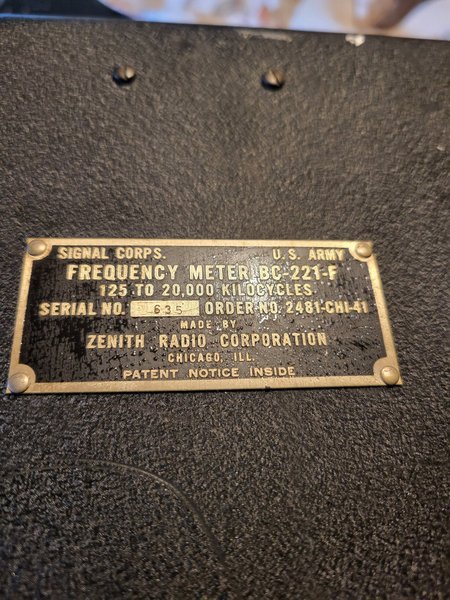 SIGNAL CORPS. U.S. ARMY
FREQUENCY METER BC-221-F
125 TO 20,000 KILOCYCLES
SERIAL NO. 635 ORDER NO. 2481-CHI-41
MADE BY
ZENITH RADIO CORPORATION
CHICAGO, ILL.
PATENT NOTICE INSIDE